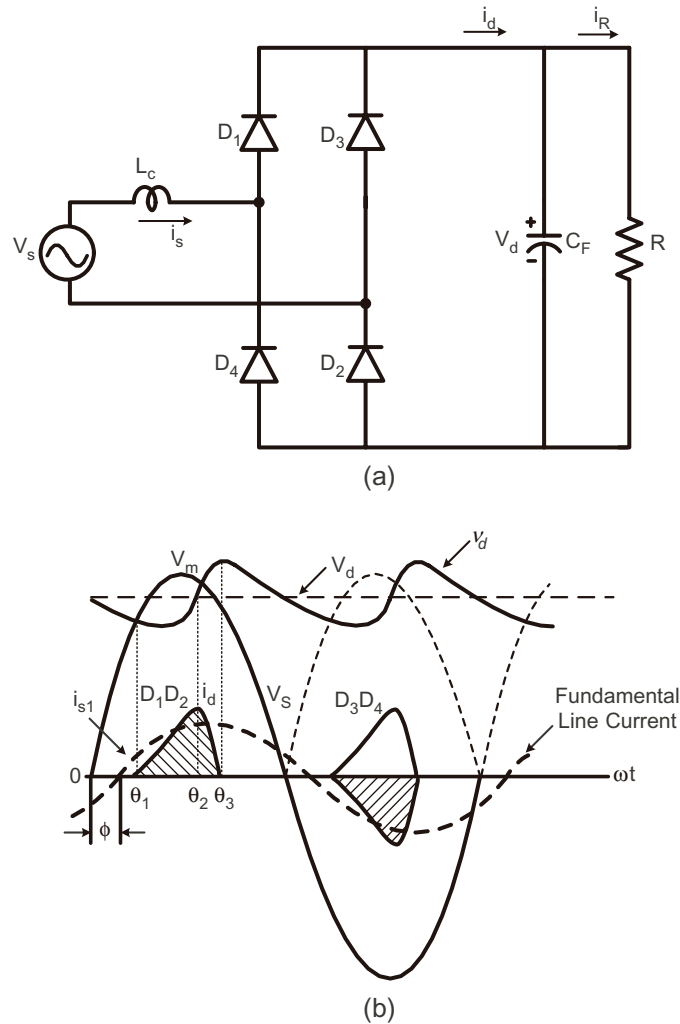 i_d
i_R
D_1
D_3
L_c
i_s
V_s
+
V_d
C_F
R
-
D_4
D_2
(a)
V_m
V_d
v_d
i_s1
D_1D_2
i_d
V_S
D_3D_4
Fundamental
Line Current
0
θ_1
θ_2
θ_3
ωt
ϕ
(b)